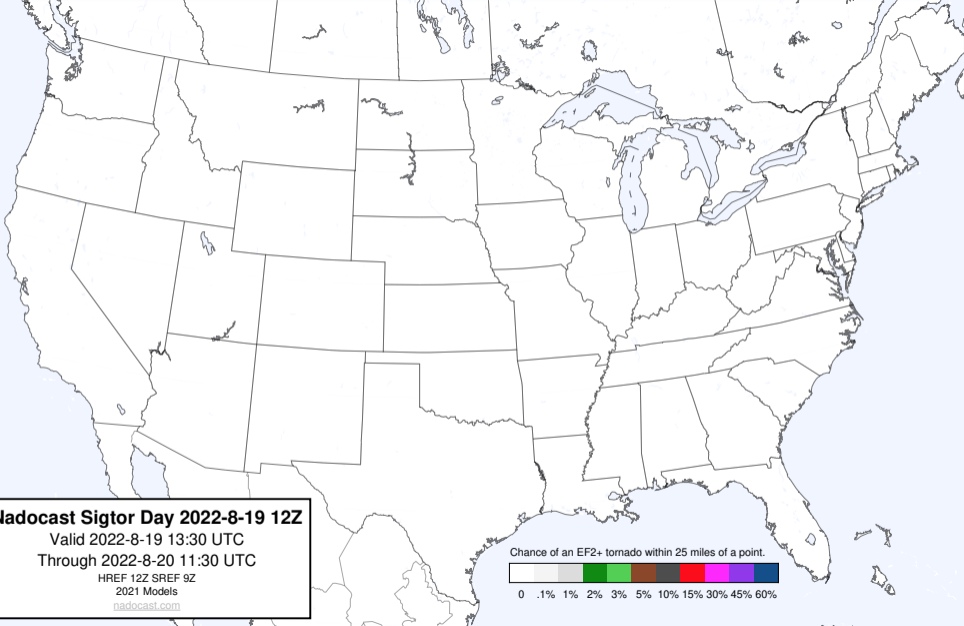 Nadocast Sigtor Day 2022-8-19 12Z
Valid 2022-8-19 13:30 UTC
Through 2022-8-20 11:30 UTC
HREF 12Z SREF 9Z
2021 Models
nadocast.com
Chance of an EF2+ tornado within 25 miles of a point.
0 .1% 1% 2% 3% 5% 10% 15% 30% 45% 60%